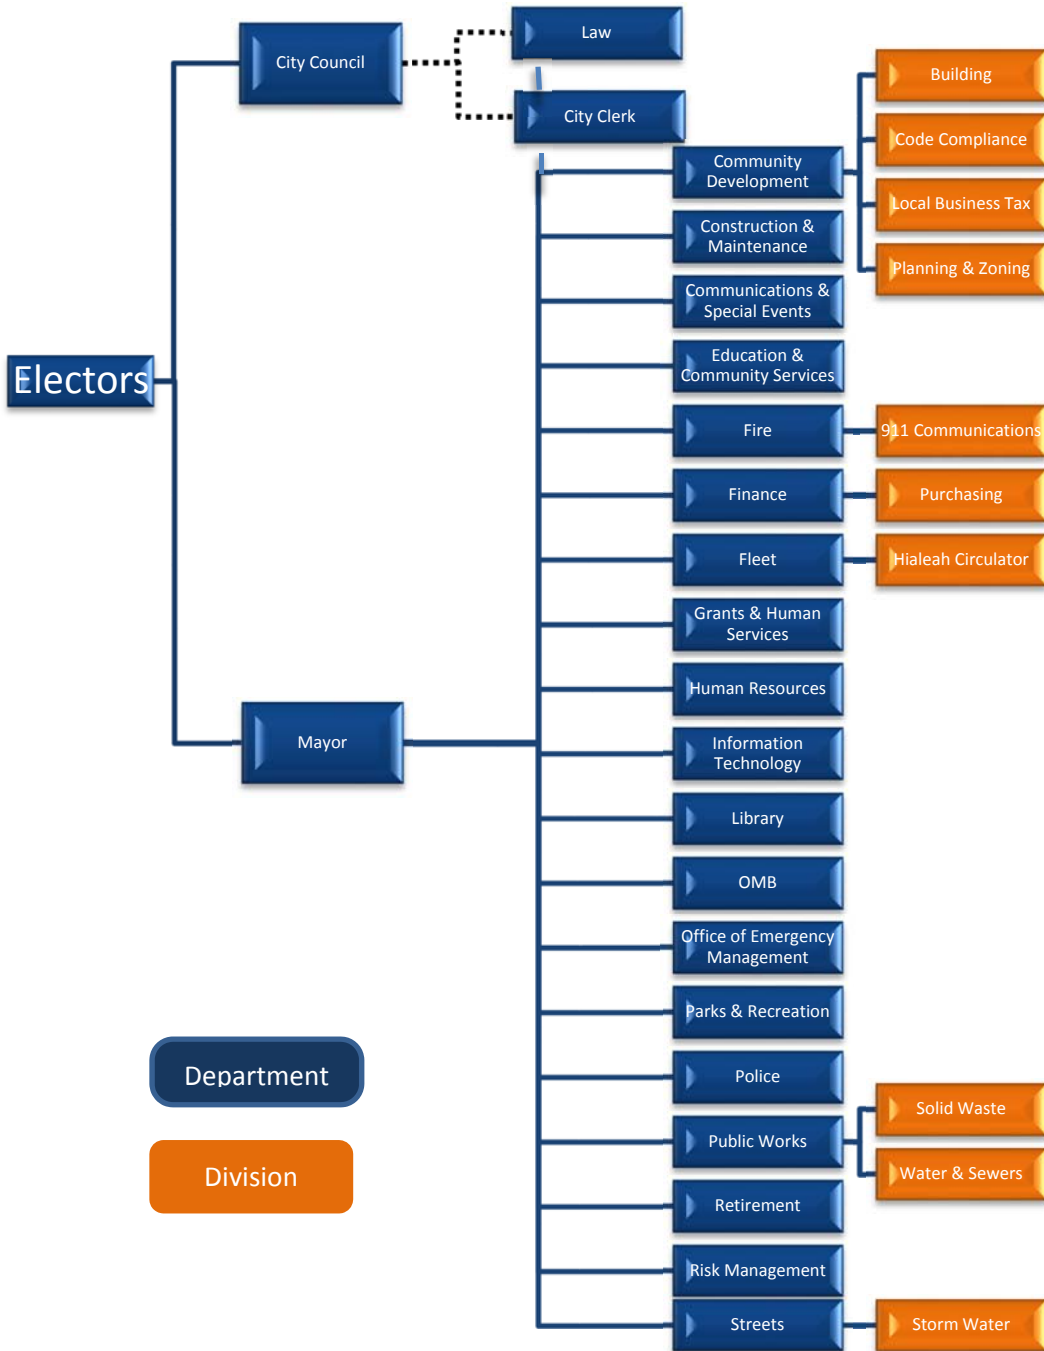 Law
City Council
City Clerk
Building
Code Compliance
Community
Development
Local Business Tax
Construction &
Maintenance
Planning & Zoning
Communications &
Special Events
Electors
Education &
Community Services
Fire
911 Communications
Finance
Purchasing
Fleet
Hialeah Circulator
Grants & Human
Services
Human Resources
Mayor
Information
Technology
Library
OMB
Office of Emergency
Management
Parks & Recreation
Police
Department
Solid Waste
Public Works
Water & Sewers
Division
Retirement
Risk Management
Streets
Storm Water